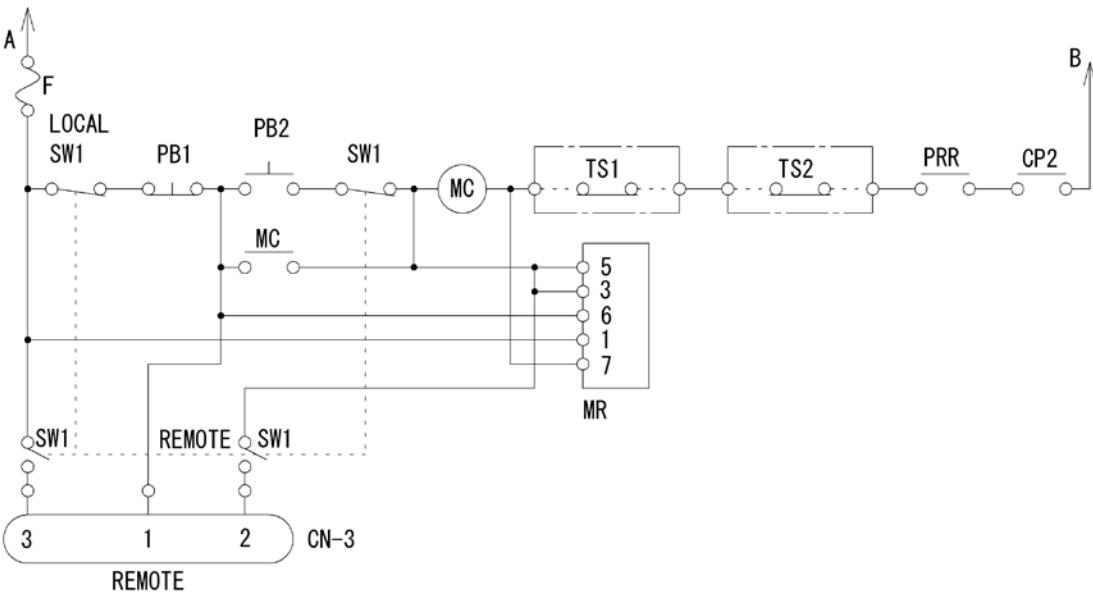 A
F
B
LOCAL
SW1
PB1
PB2
SW1
MC
TS1
TS2
PRR
CP2
MC
5
3
6
1
7
MR
SW1
REMOTE
SW1
3
1
2
CN-3
REMOTE